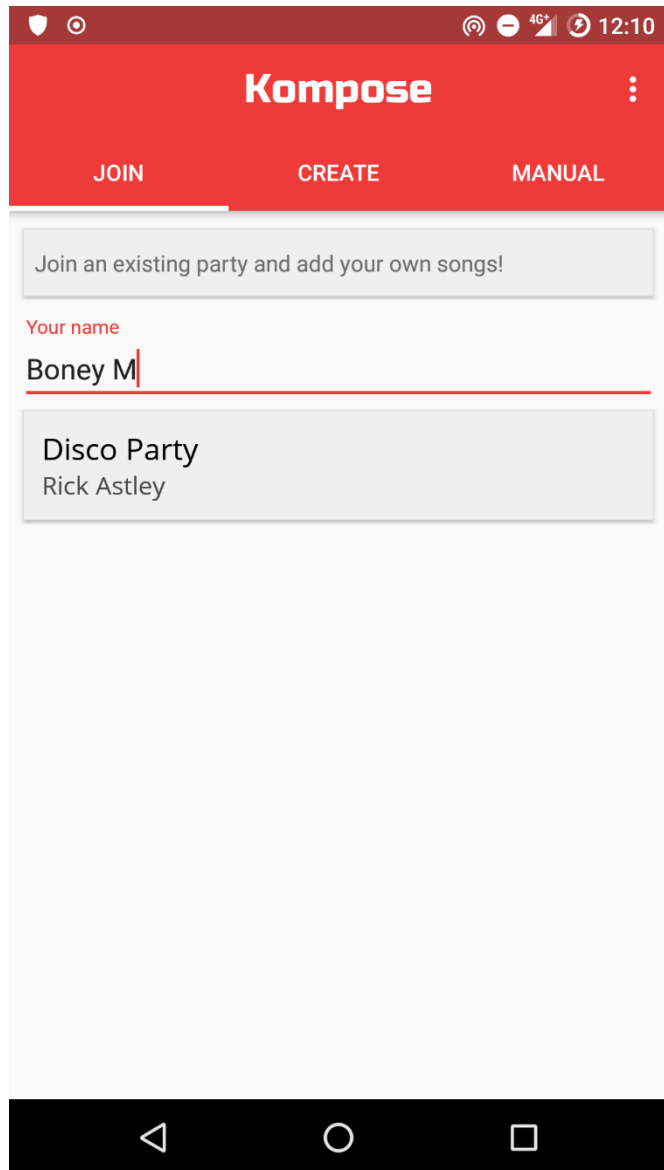 4G+ 12:10
Kompose
JOIN CREATE MANUAL
Join an existing party and add your own songs!
Your name
Boney M
Disco Party
Rick Astley